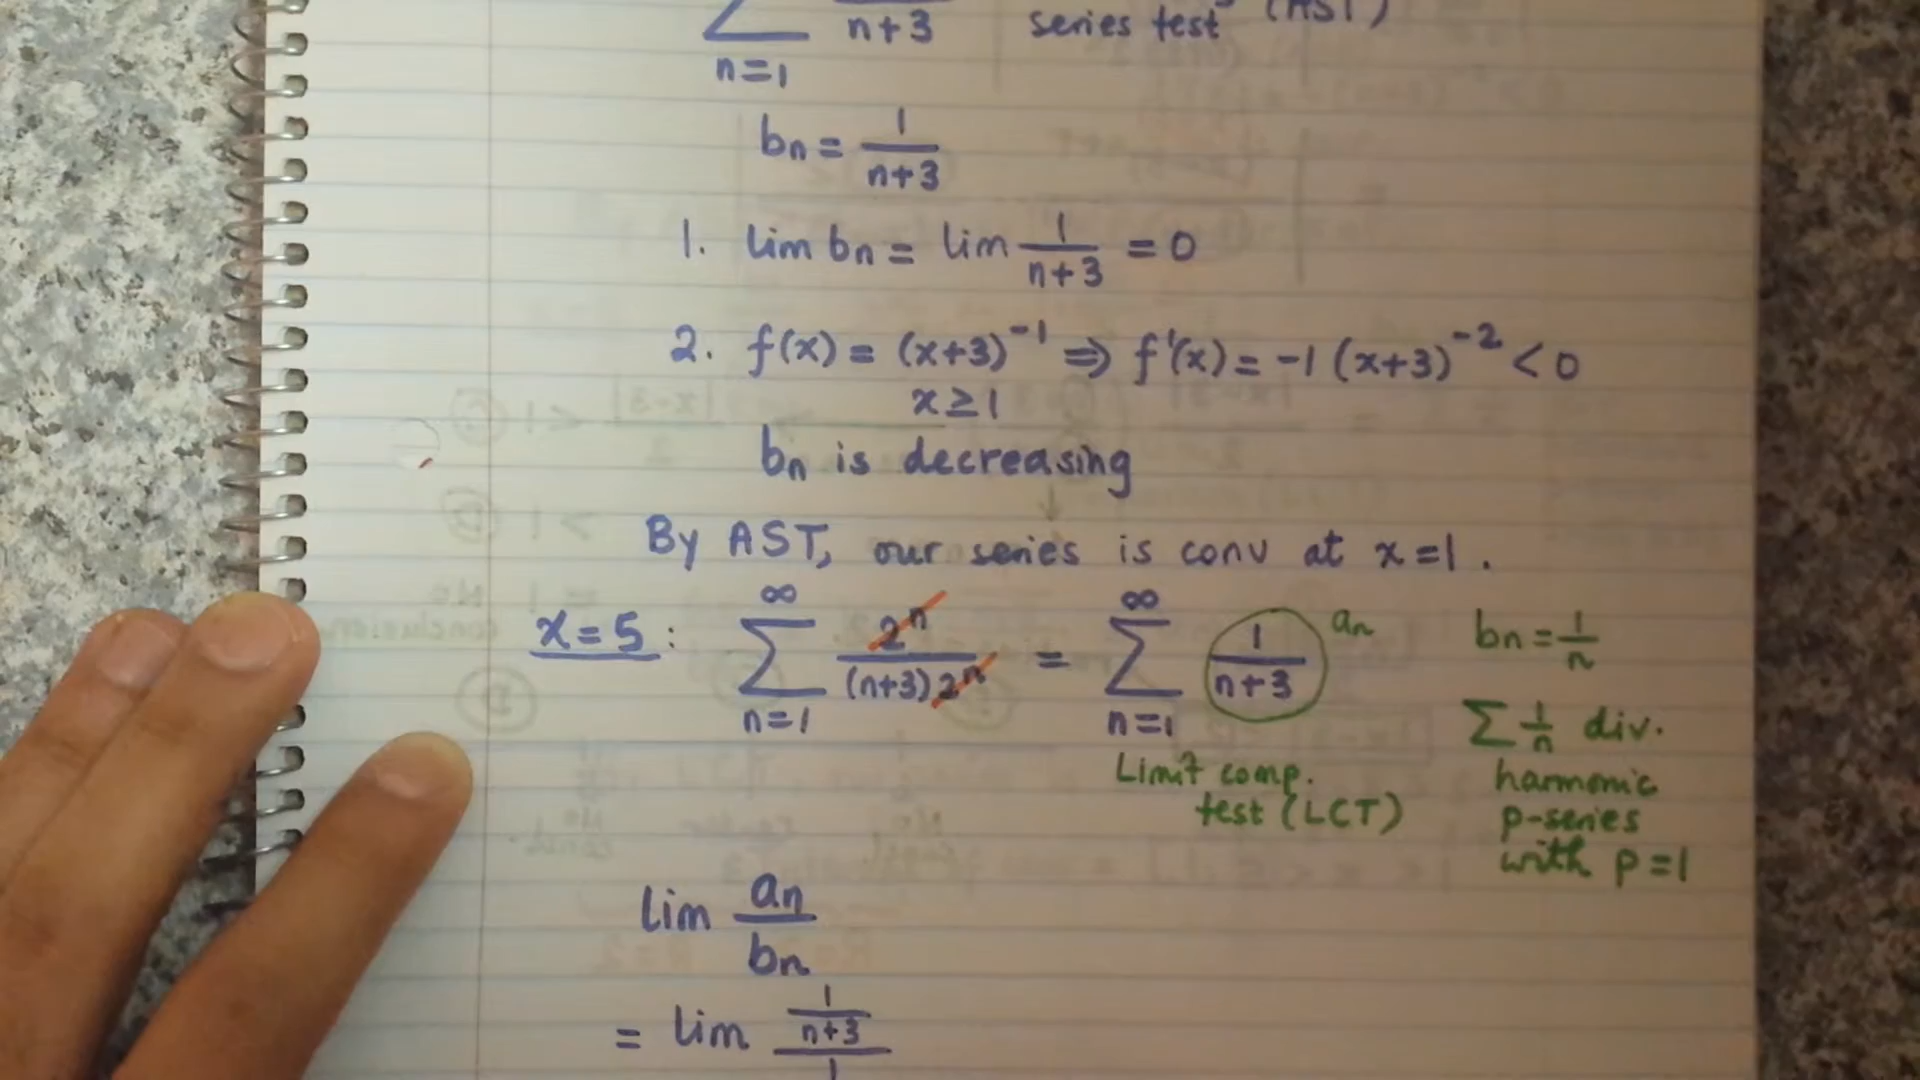 ∑ n=1 n+3 series test (AST)
bn = 1/(n+3)
1. lim bn = lim 1/(n+3) = 0
2. f(x) = (x+3)^-1 ⇒ f'(x) = -1 (x+3)^-2 < 0
x ≥ 1
bn is decreasing
By AST, our series is conv at x=1.
x=5: ∞ ∑ n=1 2^n/((n+3)2^n) = ∞ ∑ n=1 1/(n+3) an
Limit comp.
test (LCT)
bn = 1/n
∑ 1/n div.
harmonic
p-series
with p=1
lim an/bn
= lim (1/(n+3))/1